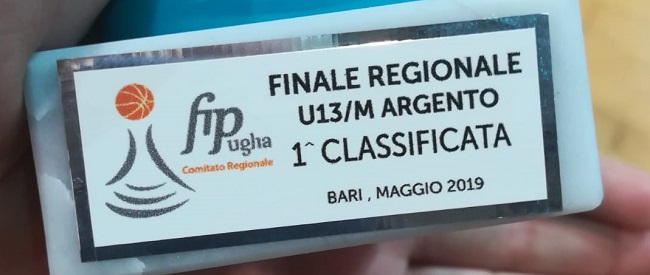 FINALE REGIONALE
U13/M ARGENTO
1^ CLASSIFICATA
BARI , MAGGIO 2019
fip
ugha
Comitato Regionale